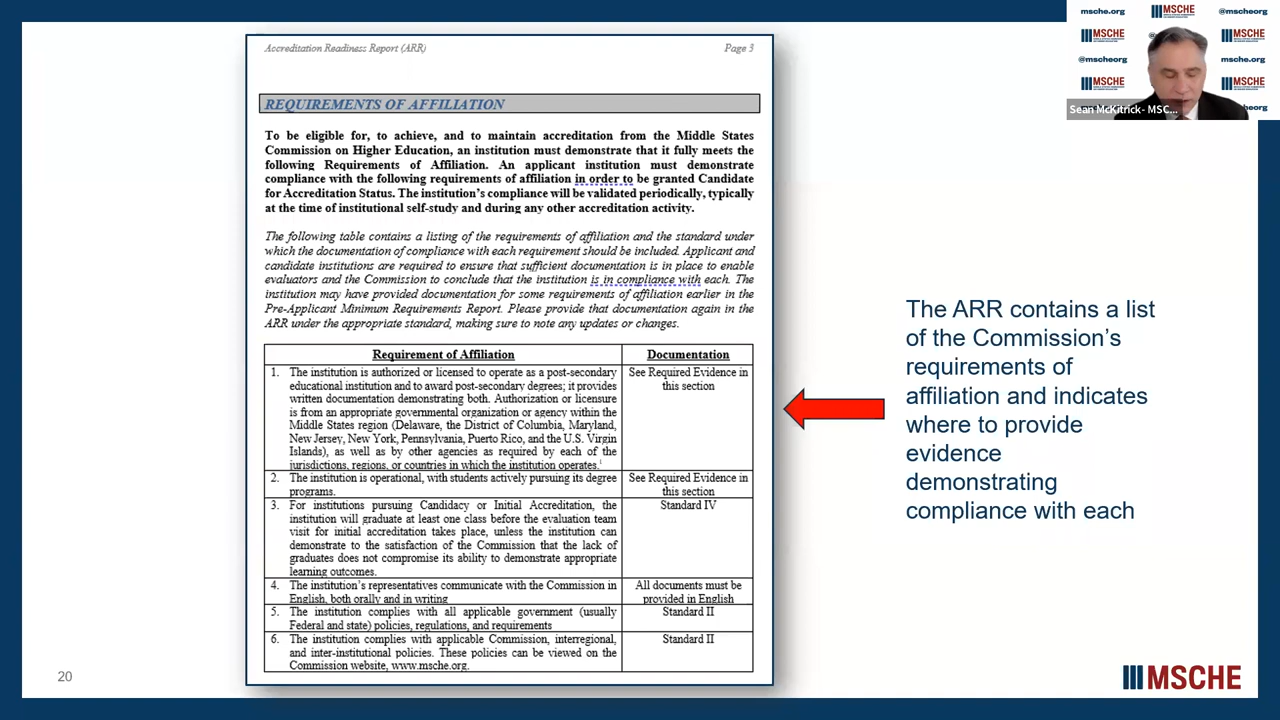 Accreditation Readiness Report (ARR) Page 3
REQUIREMENTS OF AFFILIATION
To be eligible for, to achieve, and to maintain accreditation from the Middle States
Commission on Higher Education, an institution must demonstrate that it fully meets the
following Requirements of Affiliation. An applicant institution must demonstrate
compliance with the following requirements of affiliation in order to be granted Candidate
for Accreditation Status. The institution's compliance will be validated periodically, typically
at the time of institutional self-study and during any other accreditation activity.
The following table contains a listing of the requirements of affiliation and the standard under
which the documentation of compliance with each requirement should be included. Applicant and
candidate institutions are required to ensure that sufficient documentation is in place to enable
evaluators and the Commission to conclude that the institution is in compliance with each. The
institution may have provided documentation for some requirements of affiliation earlier in the
Pre-Applicant Minimum Requirements Report. Please provide that documentation again in the
ARR under the appropriate standard, making sure to note any updates or changes.
Requirement of Affiliation
Documentation
1. The institution is authorized or licensed to operate as a post-secondary
educational institution and to award post-secondary degrees; it provides
written documentation demonstrating both. Authorization or licensure
is from an appropriate governmental organization or agency within the
Middle States region (Delaware, the District of Columbia, Maryland,
New Jersey, New York, Pennsylvania, Puerto Rico, and the U.S. Virgin
Islands), as well as by other agencies as required by each of the
jurisdictions, regions, or countries in which the institution operates.
See Required Evidence in
this section
2. The institution is operational, with students actively pursuing its degree
programs.
See Required Evidence in
this section
3. For institutions pursuing Candidacy or Initial Accreditation, the
institution will graduate at least one class before the evaluation team
visit for initial accreditation takes place, unless the institution can
demonstrate to the satisfaction of the Commission that the lack of
graduates does not compromise its ability to demonstrate appropriate
learning outcomes.
Standard IV
4. The institution's representatives communicate with the Commission in
English, both orally and in writing
All documents must be
provided in English
5. The institution complies with all applicable government (usually
Federal and state) policies, regulations, and requirements
Standard II
6. The institution complies with applicable Commission, interregional,
and inter-institutional policies. These policies can be viewed on the
Commission website, www.msche.org.
Standard II
The ARR contains a list
of the Commission's
requirements of
affiliation and indicates
where to provide
evidence
demonstrating
compliance with each
20
MSCHE
msche.org MSCHE @mscheorg
MSCHE MSCHE
@mscheorg msche.org
MSCHE MSCHE
Sean McKitrick - MSC...